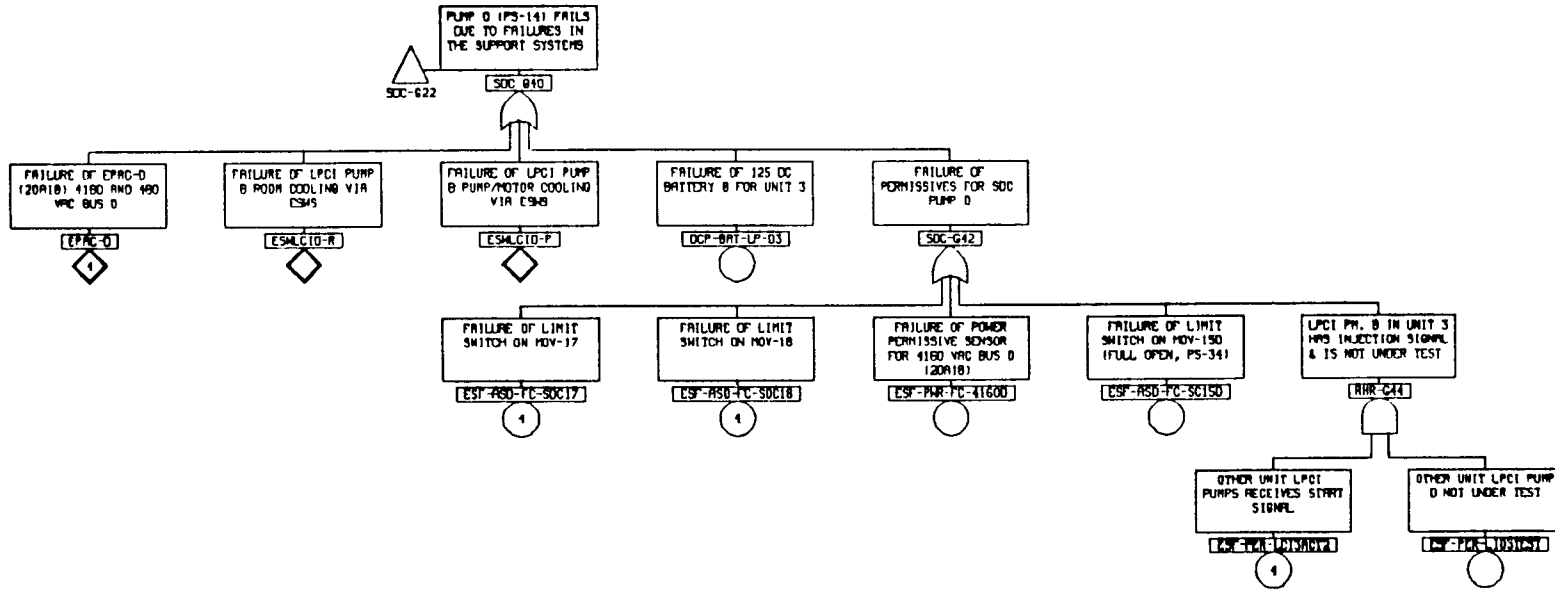 PUMP D (PS-14) FAILS
DUE TO FAILURES IN
THE SUPPORT SYSTEMS
SDC-G22
SDC G40
FAILURE OF EPAC-D
(20A18) 4160 AND 480
VAC BUS D
EPAC-D
4
FAILURE OF LPCI PUMP
B ROOM COOLING VIA
ESWS
ESWLCID-R
FAILURE OF LPCI PUMP
B PUMP/MOTOR COOLING
VIA ESWS
ESWLCID-P
FAILURE OF 125 DC
BATTERY B FOR UNIT 3
DCP-BAT-LP-D3
FAILURE OF
PERMISSIVES FOR SDC
PUMP D
SDC-G42
FAILURE OF LIMIT
SWITCH ON MOV-17
ESF-ASD-FC-SDC17
4
FAILURE OF LIMIT
SWITCH ON MOV-18
ESF-ASD-FC-SDC18
4
FAILURE OF POWER
PERMISSIVE SENSOR
FOR 4160 VAC BUS D
(20A18)
ESF-PWR-FC-4160D
FAILURE OF LIMIT
SWITCH ON MOV-15D
(FULL OPEN, PS-34)
ESF-ASD-FC-SC15D
LPCI PM. B IN UNIT 3
HAS INJECTION SIGNAL
& IS NOT UNDER TEST
RHR-G44
OTHER UNIT LPCI
PUMPS RECEIVES START
SIGNAL
4
OTHER UNIT LPCI PUMP
D NOT UNDER TEST